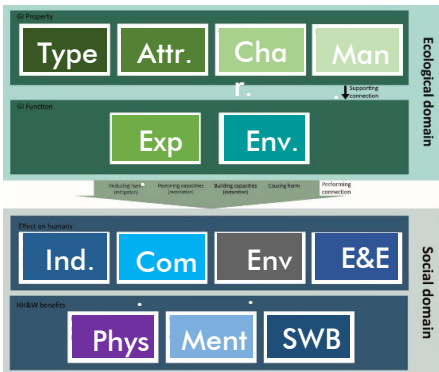 GI Property
Type Attr. Cha Man
r. .
Supporting
connection
Ecological domain
GI Function
Exp Env.
.
Reducing harm Restoring capacities Building capacities Causing harm Performing
(mitigation) (restoration) (instoration) connection
Effect on humans
Ind. Com Env E&E
. .
HH&W benefits
Phys Ment SWB
Social domain